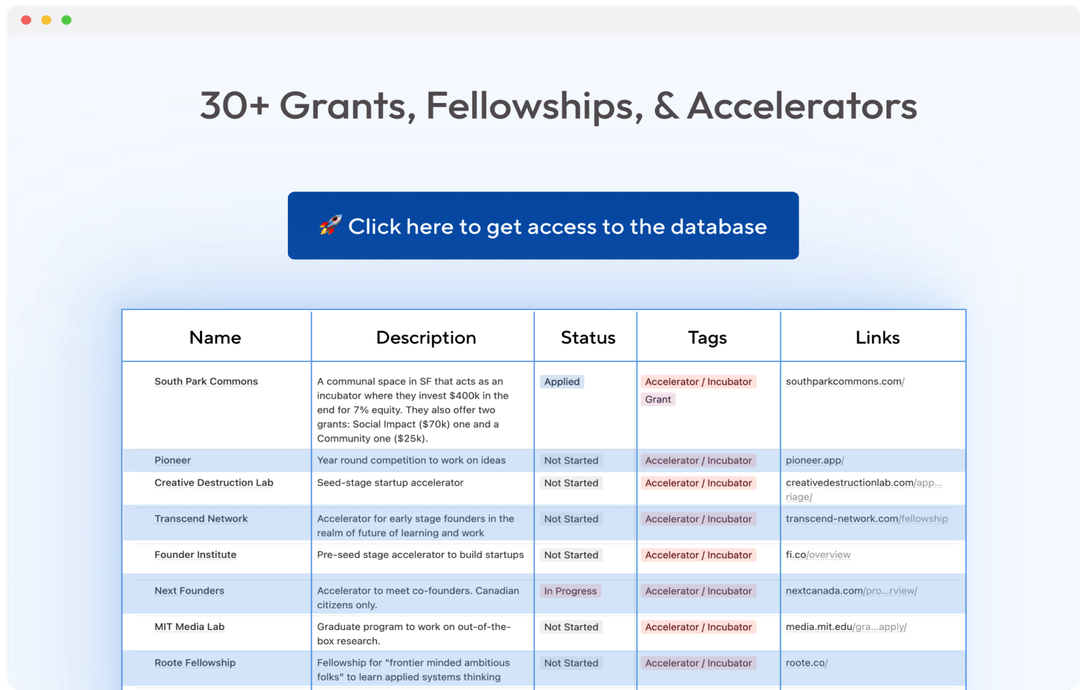 30+ Grants, Fellowships, & Accelerators
🚀 Click here to get access to the database
Name Description Status Tags Links
South Park Commons
A communal space in SF that acts as an
incubator where they invest $400k in the
end for 7% equity. They also offer two
grants: Social Impact ($70k) one and a
Community one ($25k).
Applied
Accelerator / Incubator
Grant
southparkcommons.com/
Pioneer
Year round competition to work on ideas
Not Started
Accelerator / Incubator
pioneer.app/
Creative Destruction Lab
Seed-stage startup accelerator
Not Started
Accelerator / Incubator
creativedestructionlab.com/app...
riage/
Transcend Network
Accelerator for early stage founders in the
realm of future of learning and work
Not Started
Accelerator / Incubator
transcend-network.com/fellowship
Founder Institute
Pre-seed stage accelerator to build startups
Not Started
Accelerator / Incubator
fi.co/overview
Next Founders
Accelerator to meet co-founders. Canadian
citizens only.
In Progress
Accelerator / Incubator
nextcanada.com/pro...rview/
MIT Media Lab
Graduate program to work on out-of-the-
box research.
Not Started
Accelerator / Incubator
media.mit.edu/gra...apply/
Roote Fellowship
Fellowship for "frontier minded ambitious
folks" to learn applied systems thinking
Not Started
Accelerator / Incubator
roote.co/